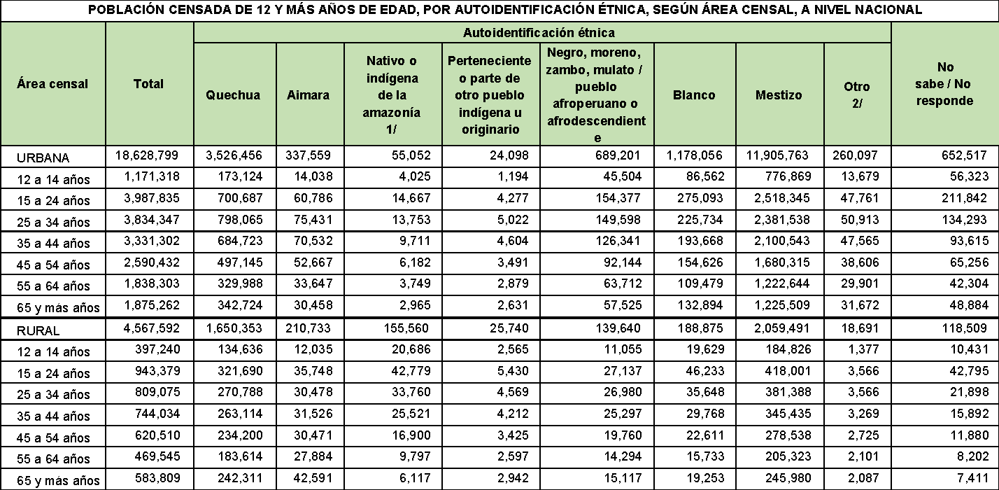 POBLACIÓN CENSADA DE 12 Y MÁS AÑOS DE EDAD, POR AUTOIDENTIFICACIÓN ÉTNICA, SEGÚN ÁREA CENSAL, A NIVEL NACIONAL
Área censal
Total
Autoidentificación étnica
Quechua
Aimara
Nativo o
indígena
de la
amazonía
1/
Perteneciente
o parte de
otro pueblo
indígena u
originario
Negro, moreno,
zambo, mulato /
pueblo
afroperuano o
afrodescendient
e
Blanco
Mestizo
Otro
2/
No
sabe / No
responde
URBANA 18,628,799 3,526,456 337,559 55,052 24,098 689,201 1,178,056 11,905,763 260,097 652,517
12 a 14 años 1,171,318 173,124 14,038 4,025 1,194 45,504 86,562 776,869 13,679 56,323
15 a 24 años 3,987,835 700,687 60,786 14,667 4,277 154,377 275,093 2,518,345 47,761 211,842
25 a 34 años 3,834,347 798,065 75,431 13,753 5,022 149,598 225,734 2,381,538 50,913 134,293
35 a 44 años 3,331,302 684,723 70,532 9,711 4,604 126,341 193,668 2,100,543 47,565 93,615
45 a 54 años 2,590,432 497,145 52,667 6,182 3,491 92,144 154,626 1,680,315 38,606 65,256
55 a 64 años 1,838,303 329,988 33,647 3,749 2,879 63,712 109,479 1,222,644 29,901 42,304
65 y más años 1,875,262 342,724 30,458 2,965 2,631 57,525 132,894 1,225,509 31,672 48,884
RURAL 4,567,592 1,650,353 210,733 155,560 25,740 139,640 188,875 2,059,491 18,691 118,509
12 a 14 años 397,240 134,636 12,035 20,686 2,565 11,055 19,629 184,826 1,377 10,431
15 a 24 años 943,379 321,690 35,748 42,779 5,430 27,137 46,233 418,001 3,566 42,795
25 a 34 años 809,075 270,788 30,478 33,760 4,569 26,980 35,648 381,388 3,566 21,898
35 a 44 años 744,034 263,114 31,526 25,521 4,212 25,297 29,768 345,435 3,269 15,892
45 a 54 años 620,510 234,200 30,471 16,900 3,425 19,760 22,611 278,538 2,725 11,880
55 a 64 años 469,545 183,614 27,884 9,797 2,597 14,294 15,733 205,323 2,101 8,202
65 y más años 583,809 242,311 42,591 6,117 2,942 15,117 19,253 245,980 2,087 7,411